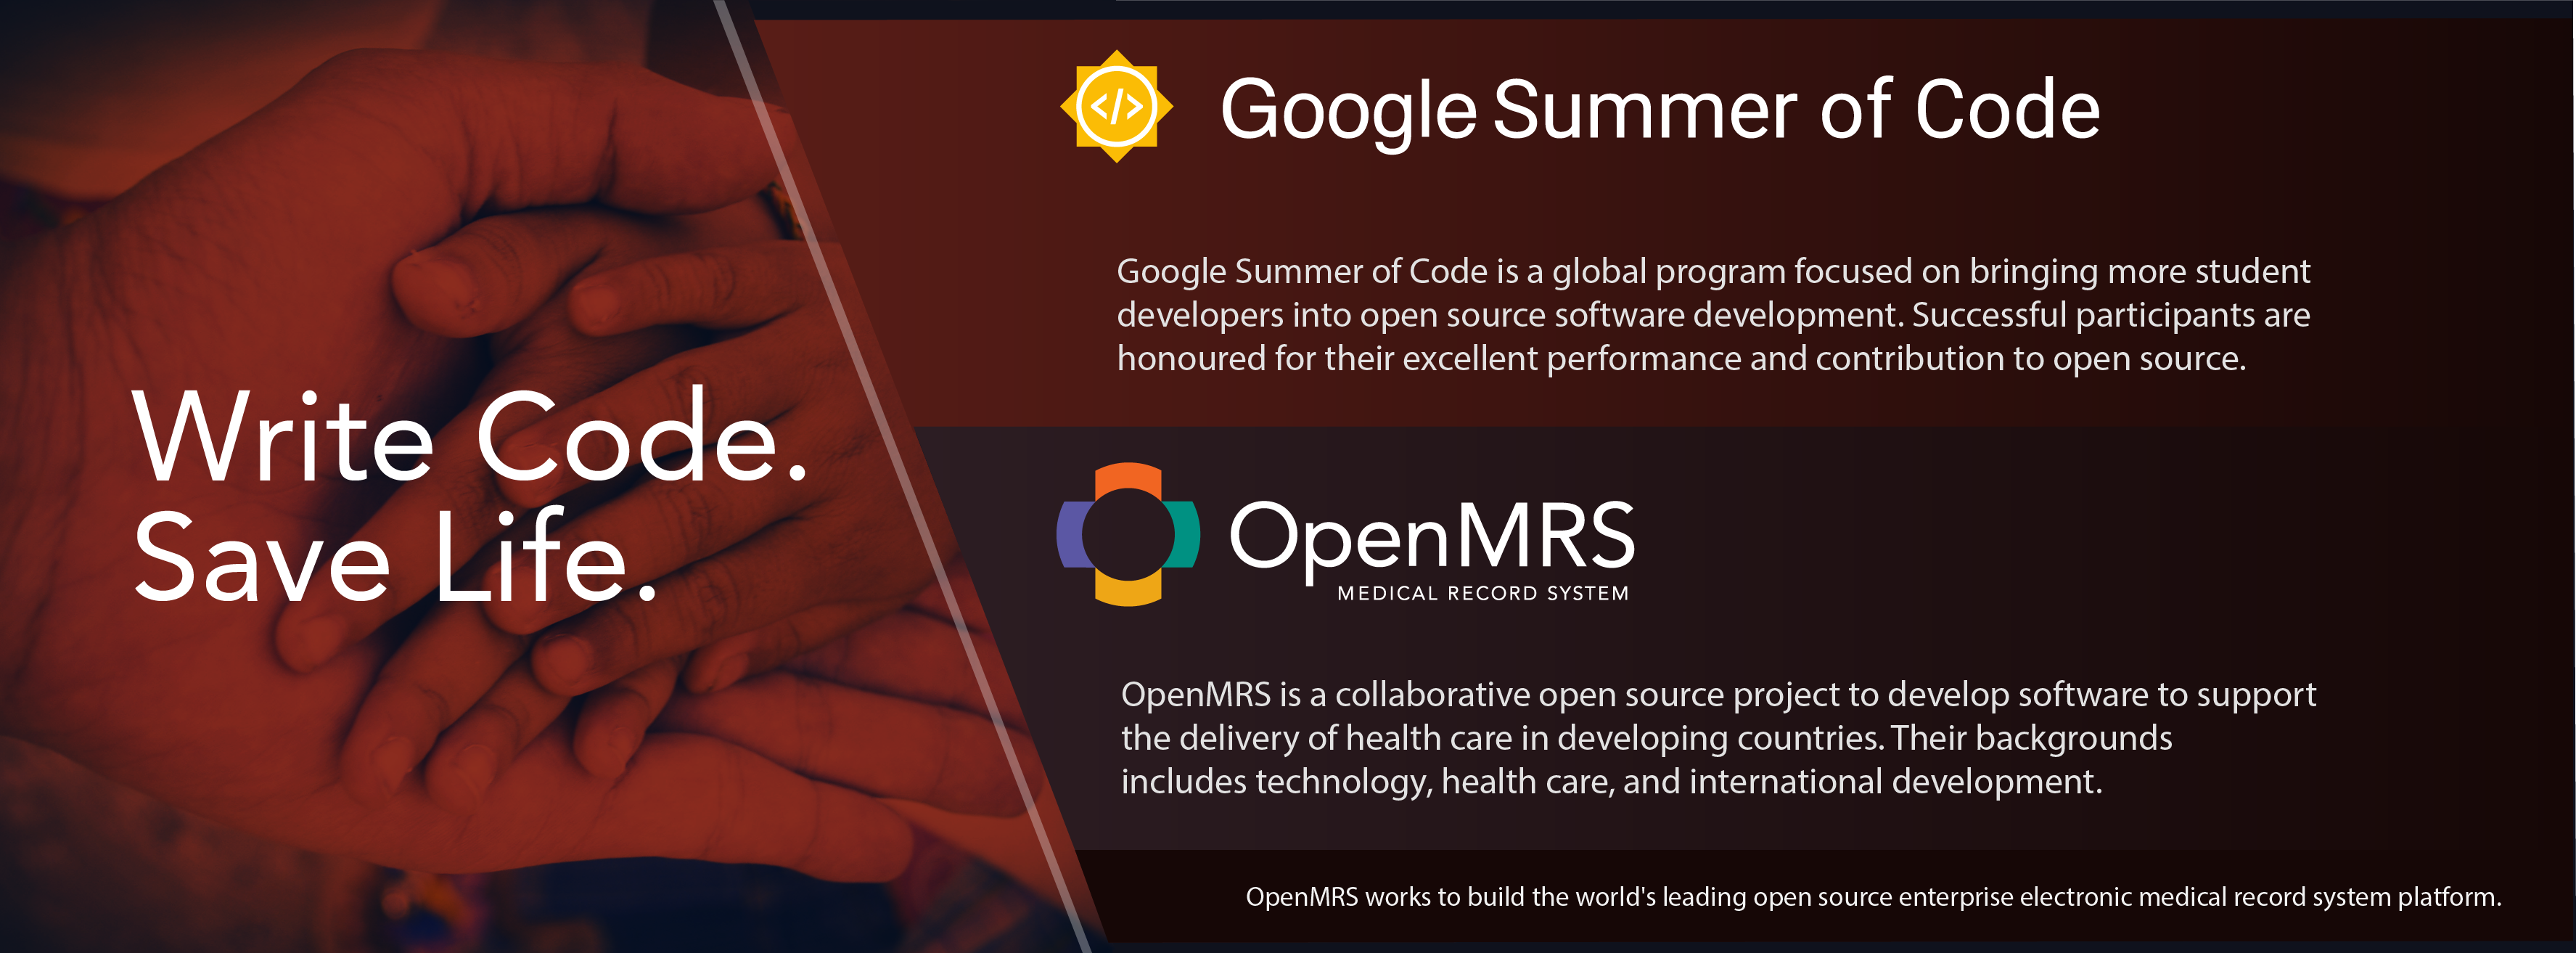 Write Code.
Save Life.
</>
Google Summer of Code
Google Summer of Code is a global program focused on bringing more student
developers into open source software development. Successful participants are
honoured for their excellent performance and contribution to open source.
OpenMRS
MEDICAL RECORD SYSTEM
OpenMRS is a collaborative open source project to develop software to support
the delivery of health care in developing countries. Their backgrounds
includes technology, health care, and international development.
OpenMRS works to build the world's leading open source enterprise electronic medical record system platform.